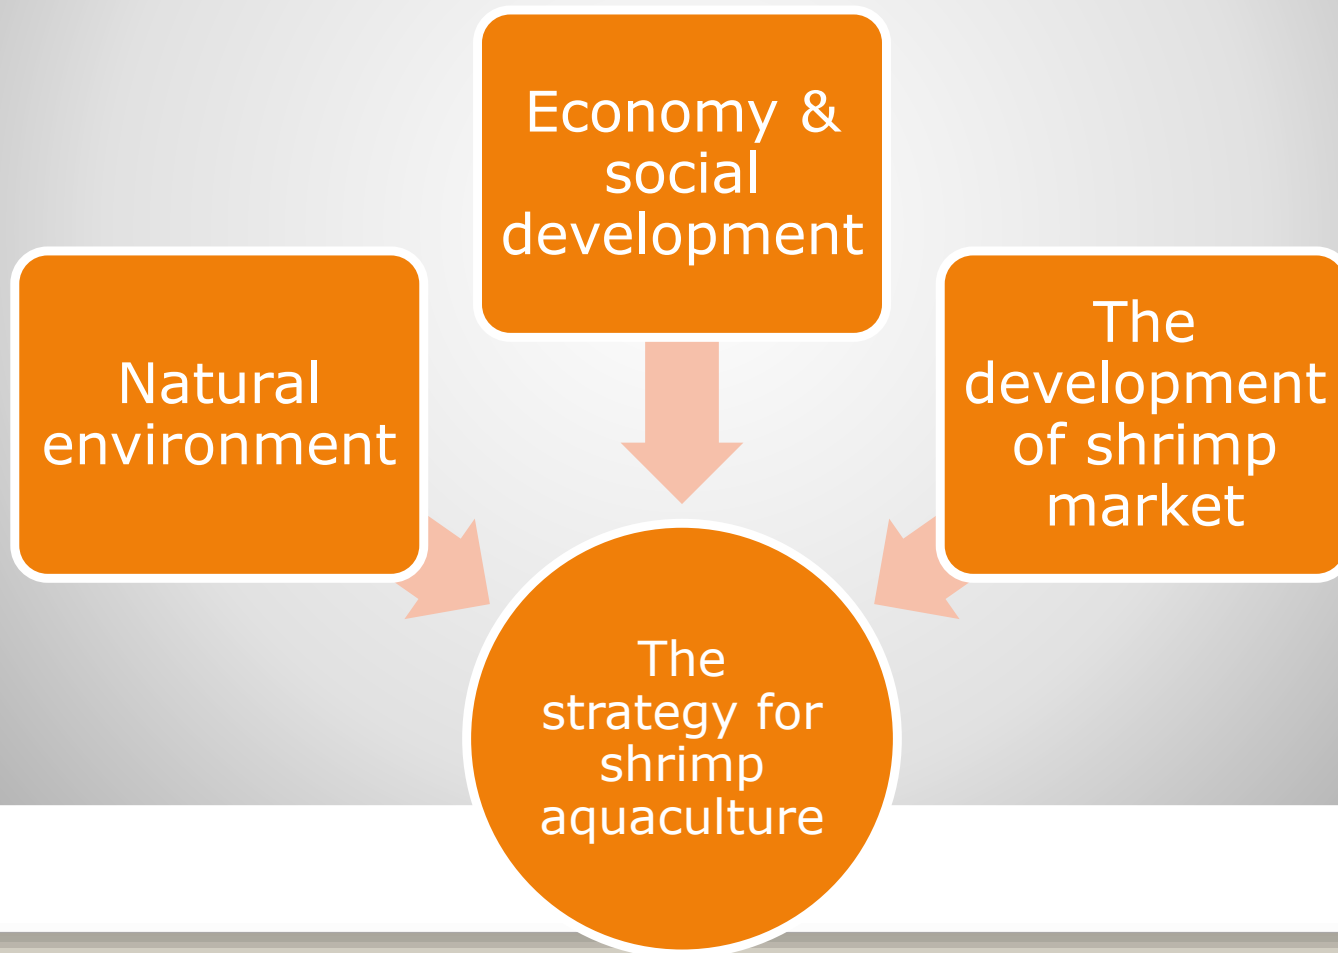 Economy &
social
development
Natural
environment
The
development
of shrimp
market
The
strategy for
shrimp
aquaculture